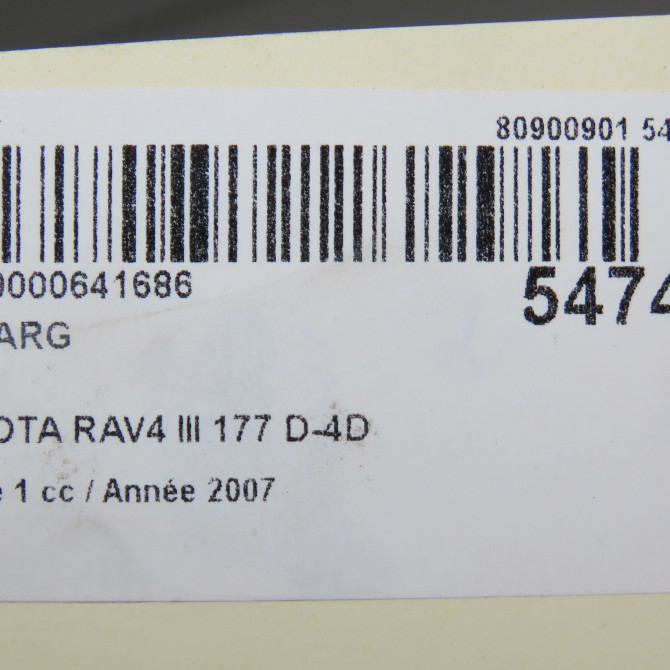 80900901 54
0000641686
5474
ARG
OTA RAV4 III 177 D-4D
e 1 cc / Année 2007